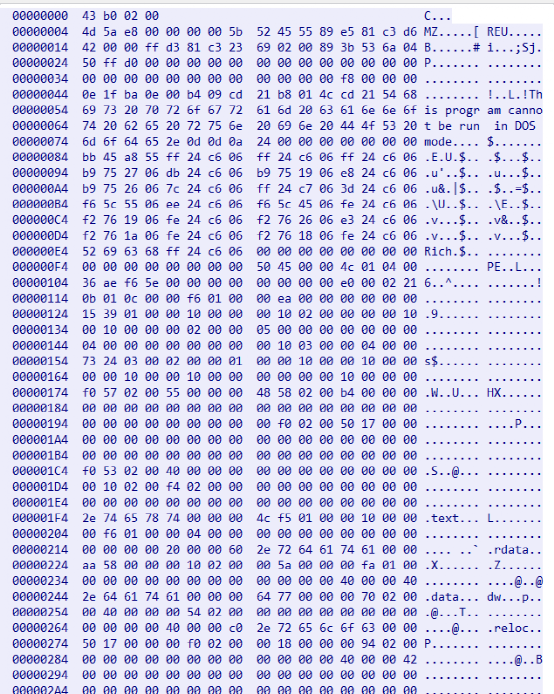 00000000 43 b0 02 00 C...
00000004 4d 5a e8 00 00 00 00 5b 52 45 55 89 e5 81 c3 d6 MZ.....[ REU.....
00000014 42 00 00 ff d3 81 c3 23 69 02 00 89 3b 53 6a 04 B......# i...;Sj.
00000024 50 ff d0 00 00 00 00 00 00 00 00 00 00 00 00 00 P....... ........
00000034 00 00 00 00 00 00 00 00 00 00 00 00 f8 00 00 00 ........ ........
00000044 0e 1f ba 0e 00 b4 09 cd 21 b8 01 4c cd 21 54 68 ........ !..L.!Th
00000054 69 73 20 70 72 6f 67 72 61 6d 20 63 61 6e 6e 6f is progr am canno
00000064 74 20 62 65 20 72 75 6e 20 69 6e 20 44 4f 53 20 t be run  in DOS
00000074 6d 6f 64 65 2e 0d 0d 0a 24 00 00 00 00 00 00 00 mode.... $.......
00000084 bb 45 a8 55 ff 24 c6 06 ff 24 c6 06 ff 24 c6 06 .E.U.$.. .$...$..
00000094 b9 75 27 06 db 24 c6 06 b9 75 19 06 e8 24 c6 06 .u'..$.. .u...$..
000000A4 b9 75 26 06 7c 24 c6 06 ff 24 c7 06 3d 24 c6 06 .u&.|$.. .$..=$..
000000B4 f6 5c 55 06 ee 24 c6 06 f6 5c 45 06 fe 24 c6 06 .\U..$.. .\E..$..
000000C4 f2 76 19 06 fe 24 c6 06 f2 76 26 06 e3 24 c6 06 .v...$.. .v&..$..
000000D4 f2 76 1a 06 fe 24 c6 06 f2 76 18 06 fe 24 c6 06 .v...$.. .v...$..
000000E4 52 69 63 68 ff 24 c6 06 00 00 00 00 00 00 00 00 Rich.$.. ........
000000F4 00 00 00 00 00 00 00 00 50 45 00 00 4c 01 04 00 ........ PE..L...
00000104 36 ae f6 5e 00 00 00 00 00 00 00 00 e0 00 02 21 6..^.... .......!
00000114 0b 01 0c 00 00 f6 01 00 00 ea 00 00 00 00 00 00 ........ ........
00000124 15 39 01 00 00 10 00 00 00 10 02 00 00 00 00 10 .9...... ........
00000134 00 10 00 00 00 02 00 00 05 00 00 00 00 00 00 00 ........ ........
00000144 04 00 00 00 00 00 00 00 00 10 03 00 00 04 00 00 ........ ........
00000154 73 24 03 00 02 00 00 01 00 00 10 00 00 10 00 00 s$...... ........
00000164 00 00 10 00 00 10 00 00 00 00 00 00 10 00 00 00 ........ ........
00000174 f0 57 02 00 55 00 00 00 48 58 02 00 b4 00 00 00 .W..U... HX......
00000184 00 00 00 00 00 00 00 00 00 00 00 00 00 00 00 00 ........ ........
00000194 00 00 00 00 00 00 00 00 00 f0 02 00 50 17 00 00 ........ ....P...
000001A4 00 00 00 00 00 00 00 00 00 00 00 00 00 00 00 00 ........ ........
000001B4 00 00 00 00 00 00 00 00 00 00 00 00 00 00 00 00 ........ ........
000001C4 f0 53 02 00 40 00 00 00 00 00 00 00 00 00 00 00 .S..@... ........
000001D4 00 10 02 00 f4 02 00 00 00 00 00 00 00 00 00 00 ........ ........
000001E4 00 00 00 00 00 00 00 00 00 00 00 00 00 00 00 00 ........ ........
000001F4 2e 74 65 78 74 00 00 00 4c f5 01 00 00 10 00 00 .text... L.......
00000204 00 f6 01 00 00 04 00 00 00 00 00 00 00 00 00 00 ........ ........
00000214 00 00 00 00 20 00 00 60 2e 72 64 61 74 61 00 00 .... ..` .rdata..
00000224 aa 58 00 00 00 10 02 00 00 5a 00 00 00 fa 01 00 .X...... .Z......
00000234 00 00 00 00 00 00 00 00 00 00 00 00 40 00 00 40 ........ ....@..@
00000244 2e 64 61 74 61 00 00 00 64 77 00 00 00 70 02 00 .data... dw...p..
00000254 00 40 00 00 00 54 02 00 00 00 00 00 00 00 00 00 .@...T.. ........
00000264 00 00 00 00 40 00 00 c0 2e 72 65 6c 6f 63 00 00 ....@... .reloc..
00000274 50 17 00 00 00 f0 02 00 00 18 00 00 00 94 02 00 P....... ........
00000284 00 00 00 00 00 00 00 00 00 00 00 00 40 00 00 42 ........ ....@..B
00000294 00 00 00 00 00 00 00 00 00 00 00 00 00 00 00 00 ........ ........
000002A4 00 00 00 00 00 00 00 00 00 00 00 00 00 00 00 00 ........ ........